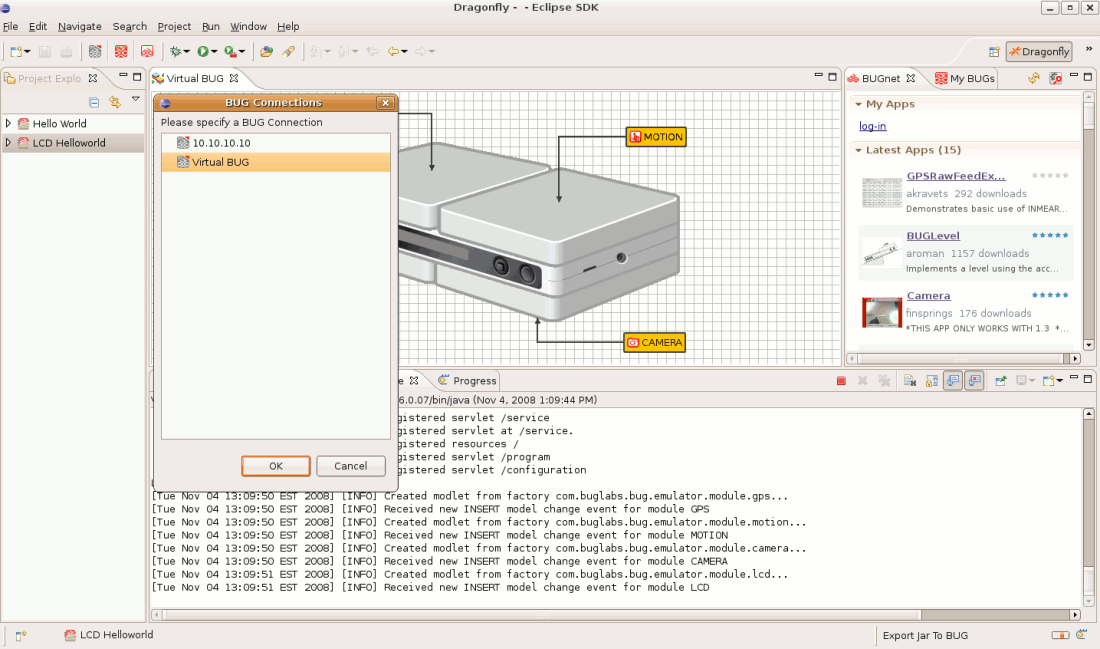 Dragonfly - - Eclipse SDK
File Edit Navigate Search Project Run Window Help
Dragonfly
Project Explo
Hello World
LCD Helloworld
Virtual BUG
BUG Connections
Please specify a BUG Connection
10.10.10.10
Virtual BUG
OK Cancel
MOTION
CAMERA
BUGnet My BUGs
My Apps
log-in
Latest Apps (15)
GPSRawFeedEx...
akravets 292 downloads
Demonstrates basic use of INMEAR...
BUGLevel
aroman 1157 downloads
Implements a level using the acc...
Camera
finsprings 176 downloads
*THIS APP ONLY WORKS WITH 1.3 *...
e Progress
6.0.07/bin/java (Nov 4, 2008 1:09:44 PM)
gistered servlet /service
gistered servlet at /service.
gistered resources /
gistered servlet /program
gistered servlet /configuration
[Tue Nov 04 13:09:50 EST 2008] [INFO] Created modlet from factory com.buglabs.bug.emulator.module.gps...
[Tue Nov 04 13:09:50 EST 2008] [INFO] Received new INSERT model change event for module GPS
[Tue Nov 04 13:09:50 EST 2008] [INFO] Created modlet from factory com.buglabs.bug.emulator.module.motion...
[Tue Nov 04 13:09:50 EST 2008] [INFO] Received new INSERT model change event for module MOTION
[Tue Nov 04 13:09:50 EST 2008] [INFO] Created modlet from factory com.buglabs.bug.emulator.module.camera...
[Tue Nov 04 13:09:50 EST 2008] [INFO] Received new INSERT model change event for module CAMERA
[Tue Nov 04 13:09:51 EST 2008] [INFO] Created modlet from factory com.buglabs.bug.emulator.module.lcd...
[Tue Nov 04 13:09:51 EST 2008] [INFO] Received new INSERT model change event for module LCD
LCD Helloworld
Export Jar To BUG